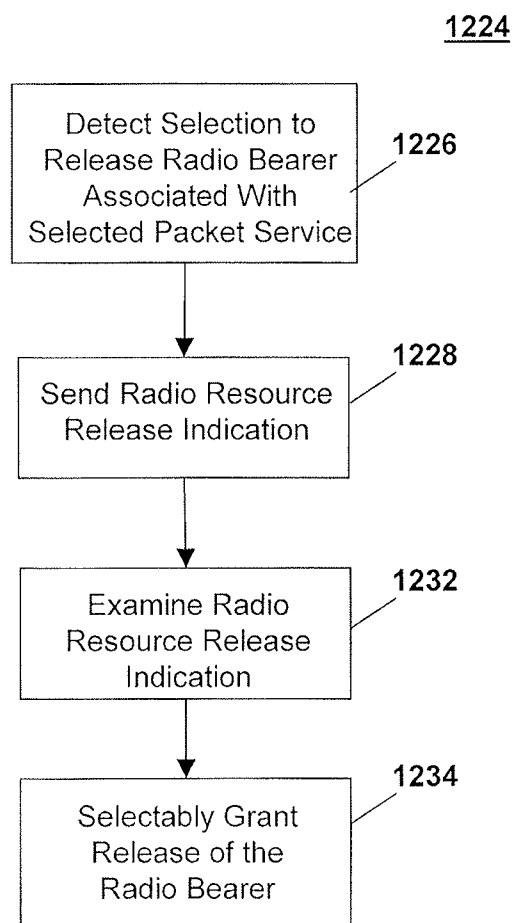 1224
Detect Selection to
Release Radio Bearer
Associated With
Selected Packet Service
1226
Send Radio Resource
Release Indication
1228
Examine Radio
Resource Release
Indication
1232
Selectably Grant
Release of the
Radio Bearer
1234